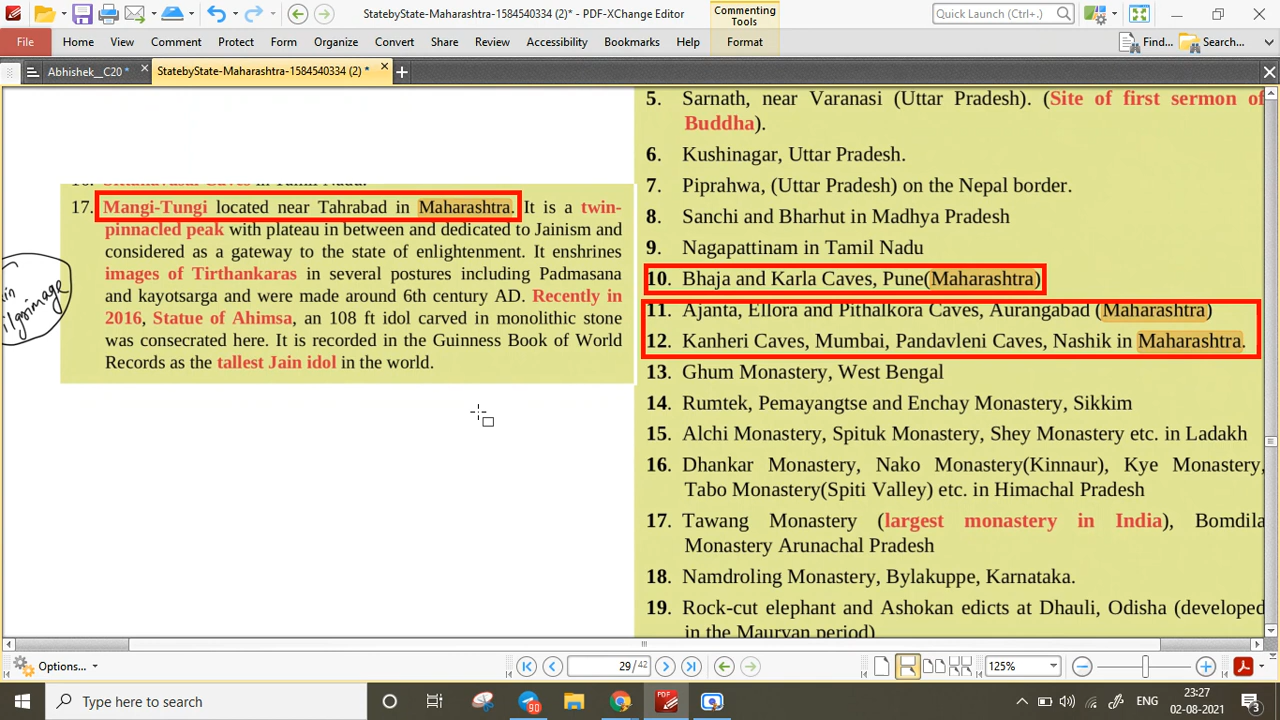 StatebyState-Maharashtra-1584540334 (2)* - PDF-XChange Editor
Commenting Tools
Quick Launch (Ctrl+.)
File Home View Comment Protect Form Organize Convert Share Review Accessibility Bookmarks Help Format
Find... Search...
Abhishek__C20 *
StatebyState-Maharashtra-1584540334 (2) *
17. Mangi-Tungi located near Tahrabad in Maharashtra. It is a twin-
pinnacled peak with plateau in between and dedicated to Jainism and
considered as a gateway to the state of enlightenment. It enshrines
images of Tirthankaras in several postures including Padmasana
and kayotsarga and were made around 6th century AD. Recently in
2016, Statue of Ahimsa, an 108 ft idol carved in monolithic stone
was consecrated here. It is recorded in the Guinness Book of World
Records as the tallest Jain idol in the world.
5. Sarnath, near Varanasi (Uttar Pradesh). (Site of first sermon of
Buddha).
6. Kushinagar, Uttar Pradesh.
7. Piprahwa, (Uttar Pradesh) on the Nepal border.
8. Sanchi and Bharhut in Madhya Pradesh
9. Nagapattinam in Tamil Nadu
10. Bhaja and Karla Caves, Pune(Maharashtra)
11. Ajanta, Ellora and Pithalkora Caves, Aurangabad (Maharashtra)
12. Kanheri Caves, Mumbai, Pandavleni Caves, Nashik in Maharashtra.
13. Ghum Monastery, West Bengal
14. Rumtek, Pemayangtse and Enchay Monastery, Sikkim
15. Alchi Monastery, Spituk Monastery, Shey Monastery etc. in Ladakh
16. Dhankar Monastery, Nako Monastery(Kinnaur), Kye Monastery,
Tabo Monastery(Spiti Valley) etc. in Himachal Pradesh
17. Tawang Monastery (largest monastery in India), Bomdila
Monastery Arunachal Pradesh
18. Namdroling Monastery, Bylakuppe, Karnataka.
19. Rock-cut elephant and Ashokan edicts at Dhauli, Odisha (developed
in the Mauryan period)
Options...
29 / 42
125%
Type here to search
ENG
23:27
02-08-2021
3